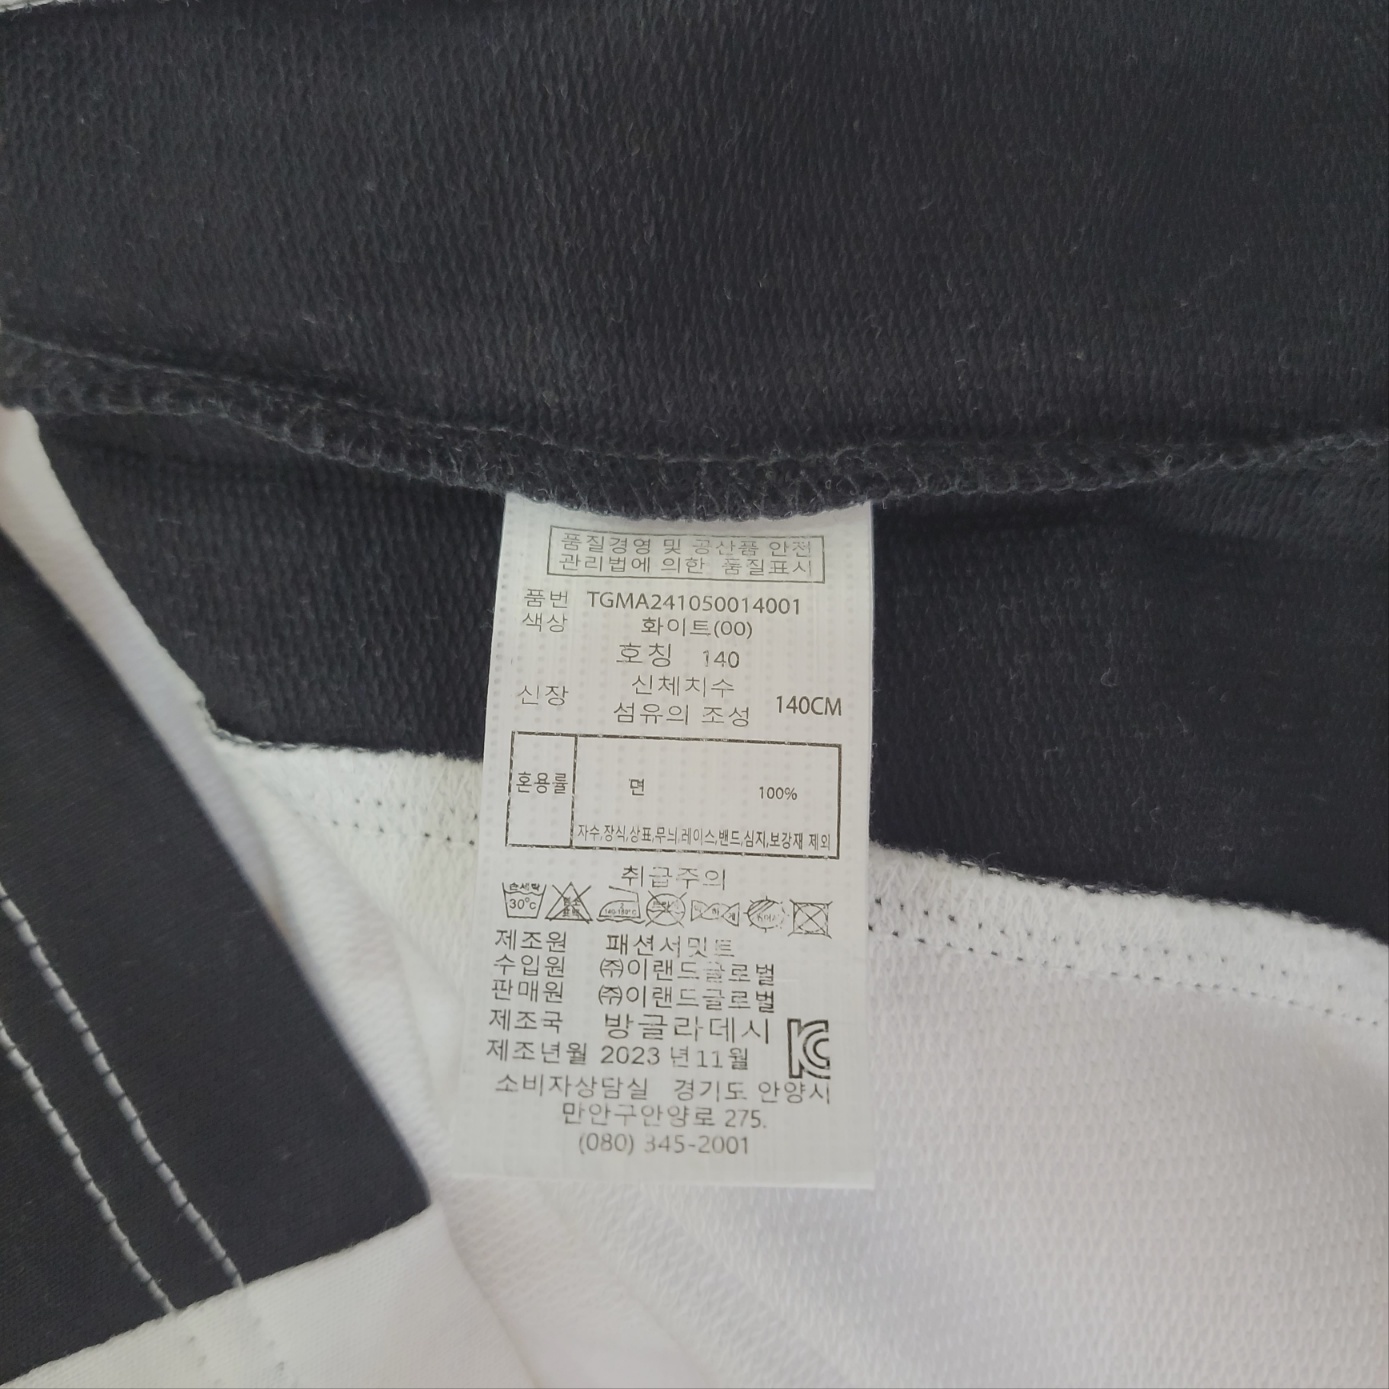 품질경영 및 공산품 안전
관리법에 의한 품질표시
품번 TGMA241050014001
색상 화이트(00)
호칭 140
신체치수
신장 140CM
섬유의 조성
혼용률 면 100%
자수,장식,상표,무늬,레이스,밴드,심지,보강재 제외
취급주의
손세탁
30°C
제조원 패션서밋트
수입원 ㈜이랜드글로벌
판매원 ㈜이랜드글로벌
제조국 방글라데시
제조년월 2023 년 11 월
소비자상담실 경기도 안양시
만안구안양로 275.
(080) 345-2001